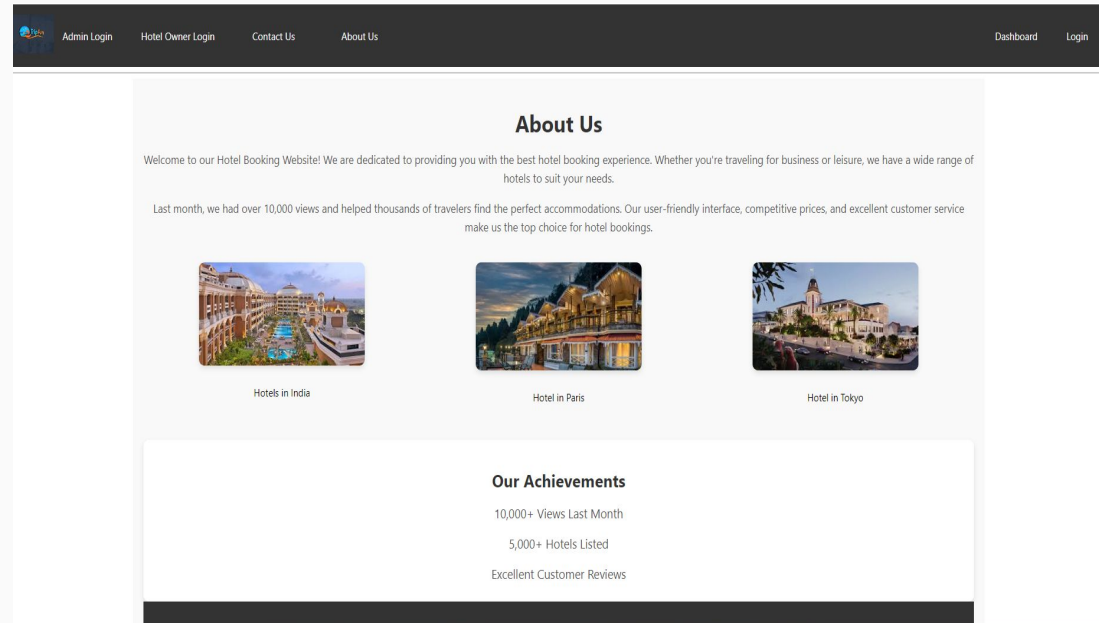 Admin Login
Hotel Owner Login
Contact Us
About Us
Dashboard
Login
About Us
Welcome to our Hotel Booking Website! We are dedicated to providing you with the best hotel booking experience. Whether you're traveling for business or leisure, we have a wide range of
hotels to suit your needs.
Last month, we had over 10,000 views and helped thousands of travelers find the perfect accommodations. Our user-friendly interface, competitive prices, and excellent customer service
make us the top choice for hotel bookings.
Hotels in India
Hotel in Paris
Hotel in Tokyo
Our Achievements
10,000+ Views Last Month
5,000+ Hotels Listed
Excellent Customer Reviews